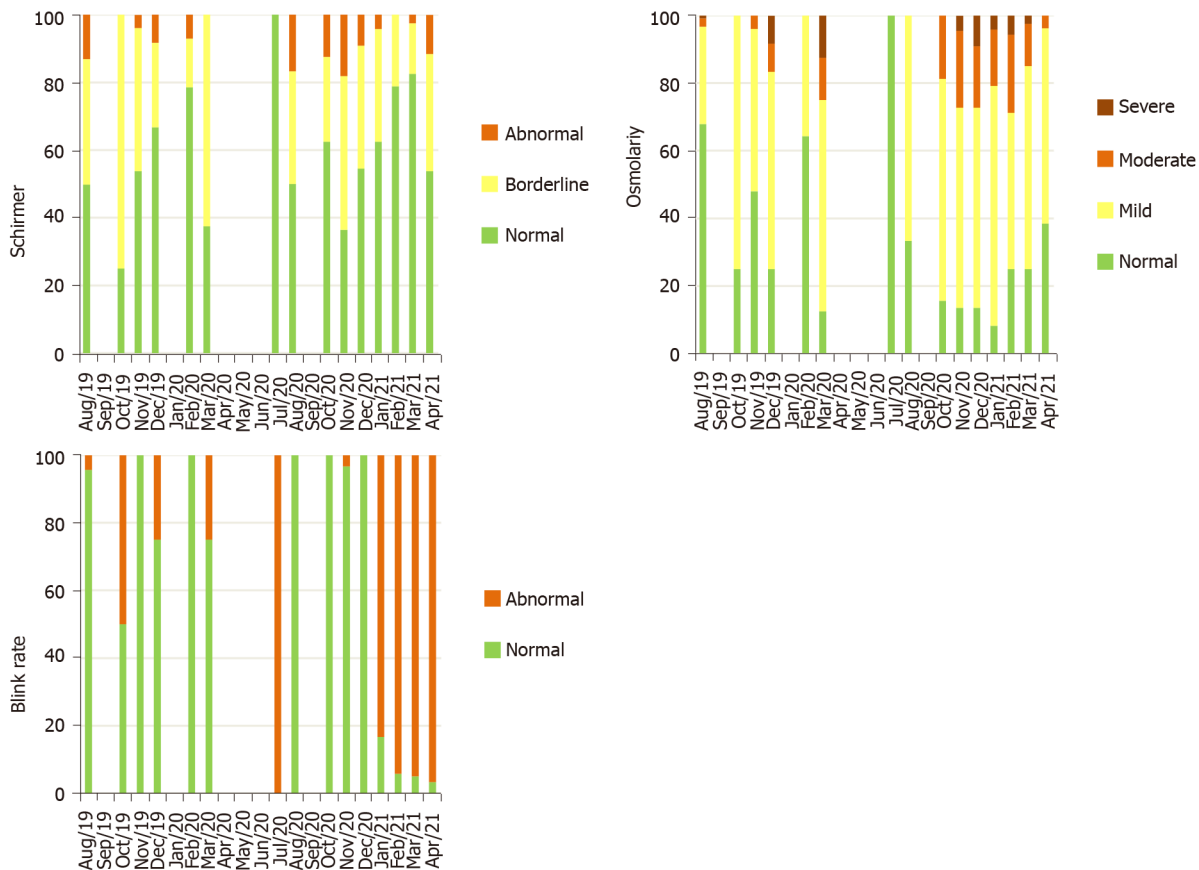 Schirmer
100
80
60
40
20
0
Aug/19
Sep/19
Oct/19
Nov/19
Dec/19
Jan/20
Feb/20
Mar/20
Apr/20
May/20
Jun/20
Jul/20
Aug/20
Sep/20
Oct/20
Nov/20
Dec/20
Jan/21
Feb/21
Mar/21
Apr/21
Abnormal
Borderline
Normal
Osmolariy
100
80
60
40
20
0
Aug/19
Sep/19
Oct/19
Nov/19
Dec/19
Jan/20
Feb/20
Mar/20
Apr/20
May/20
Jun/20
Jul/20
Aug/20
Sep/20
Oct/20
Nov/20
Dec/20
Jan/21
Feb/21
Mar/21
Apr/21
Severe
Moderate
Mild
Normal
Blink rate
100
80
60
40
20
0
Aug/19
Sep/19
Oct/19
Nov/19
Dec/19
Jan/20
Feb/20
Mar/20
Apr/20
May/20
Jun/20
Jul/20
Aug/20
Sep/20
Oct/20
Nov/20
Dec/20
Jan/21
Feb/21
Mar/21
Apr/21
Abnormal
Normal